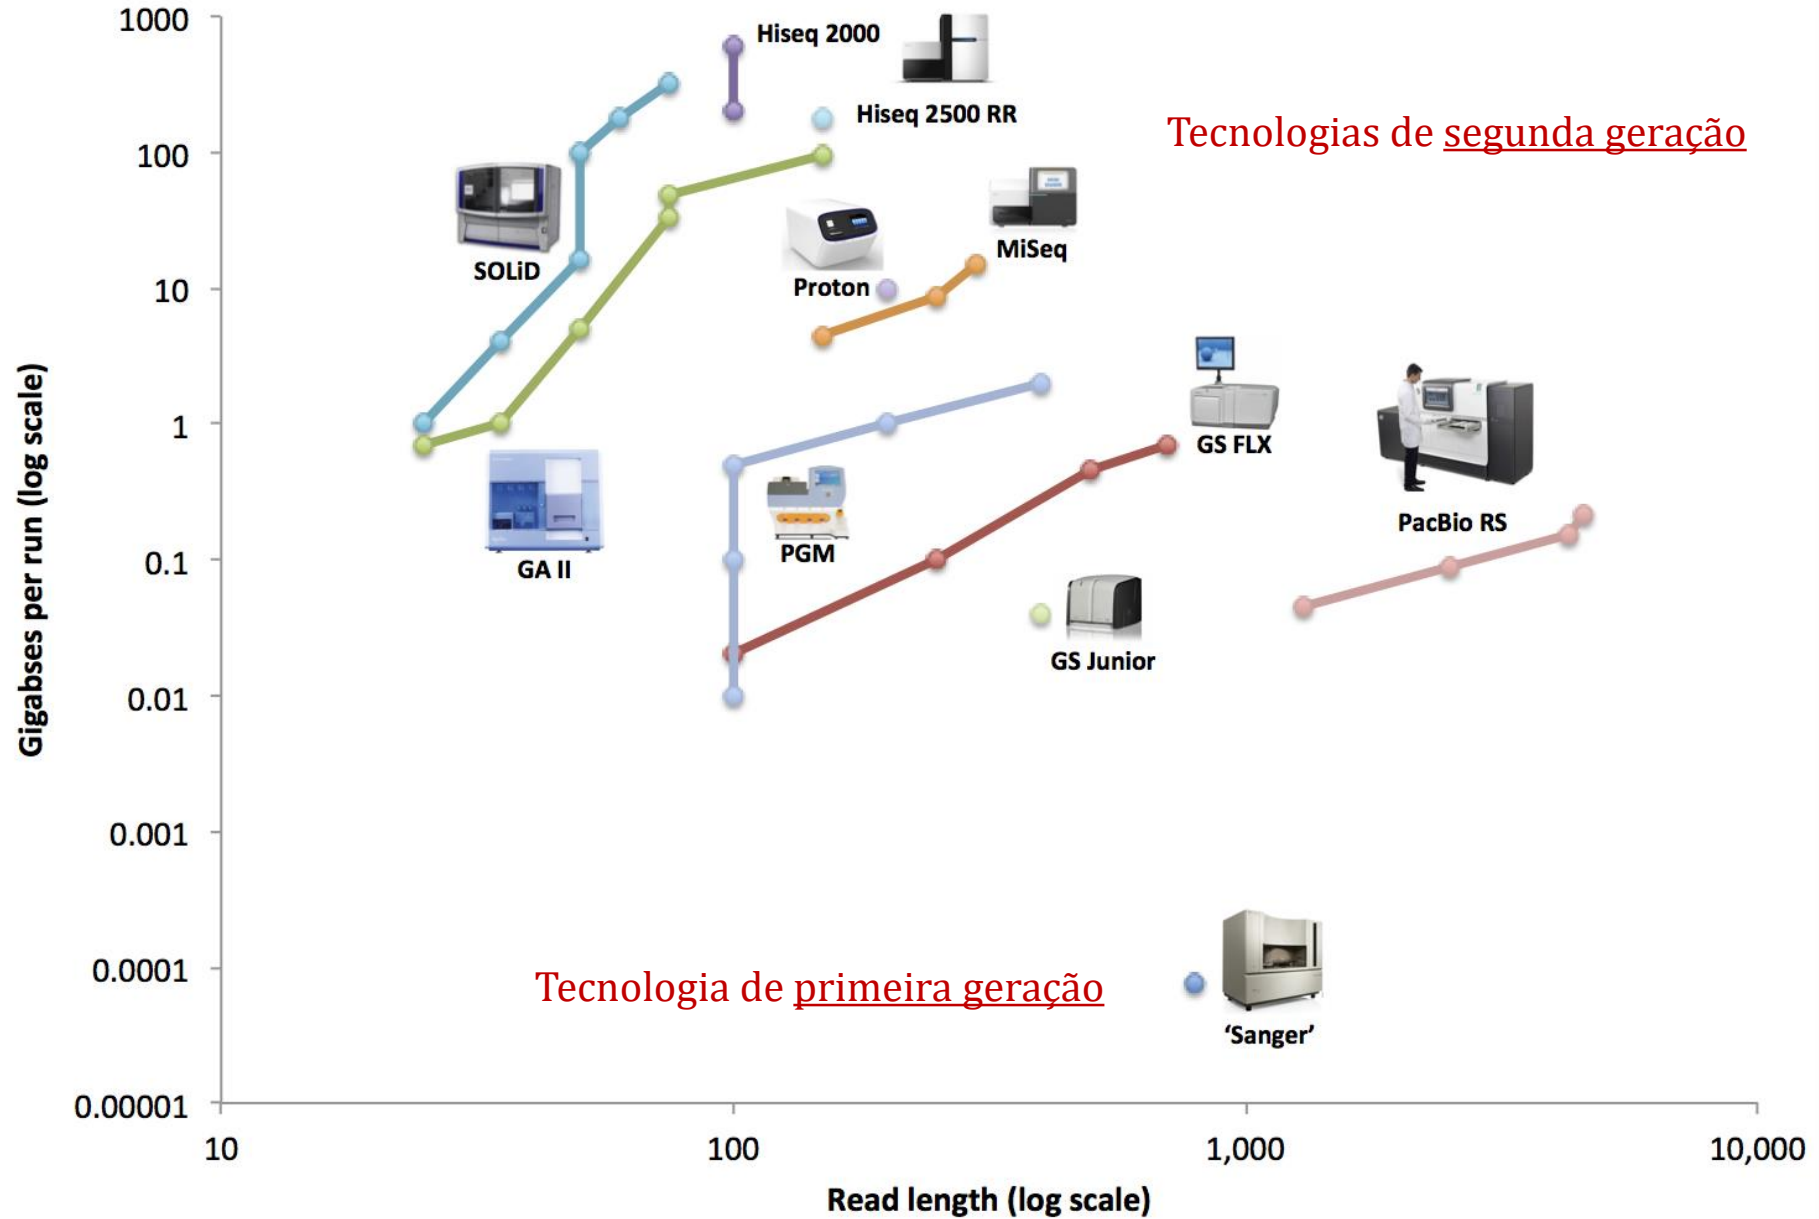 1000
Hiseq 2000
Hiseq 2500 RR
Tecnologias de segunda geração
100
MiSeq
SOLiD
10
Proton
1
GS FLX
PacBio RS
PGM
0.1
GA II
GS Junior
0.01
0.001
0.0001
Tecnologia de primeira geração
‘Sanger’
0.00001
10
100
1,000
10,000
Read length (log scale)
Gigabses per run (log scale)